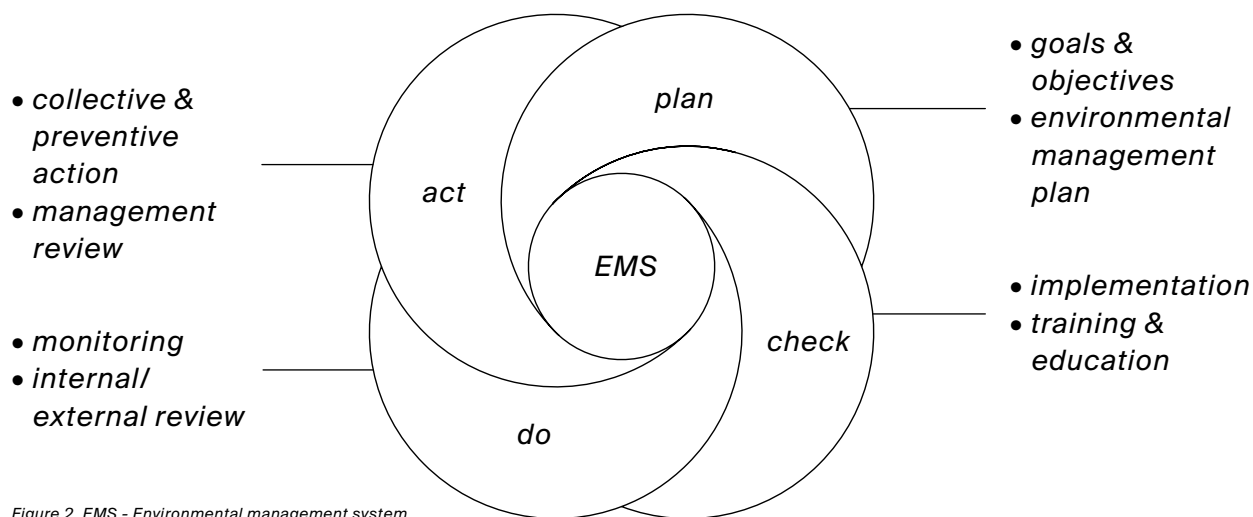 • collective &
preventive
action
• management
review
• monitoring
• internal/
external review
act
plan
EMS
check
do
• goals &
objectives
• environmental
management
plan
• implementation
• training &
education
Figure 2. EMS - Environmental management system